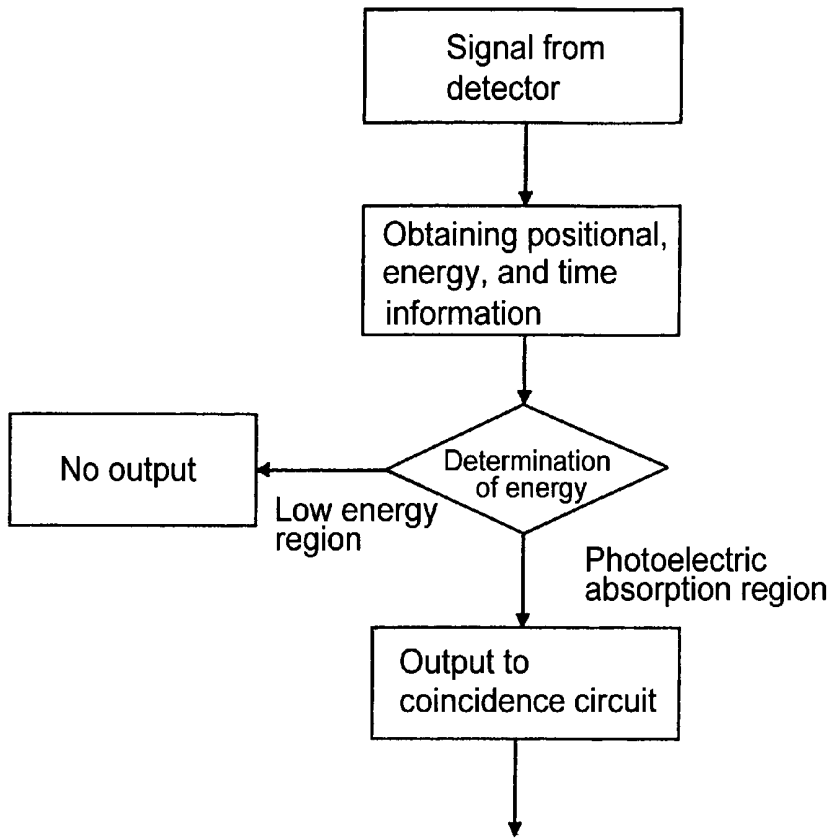 Signal from
detector
Obtaining positional,
energy, and time
information
Determination
of energy
No output
Low energy
region
Photoelectric
absorption region
Output to
coincidence circuit